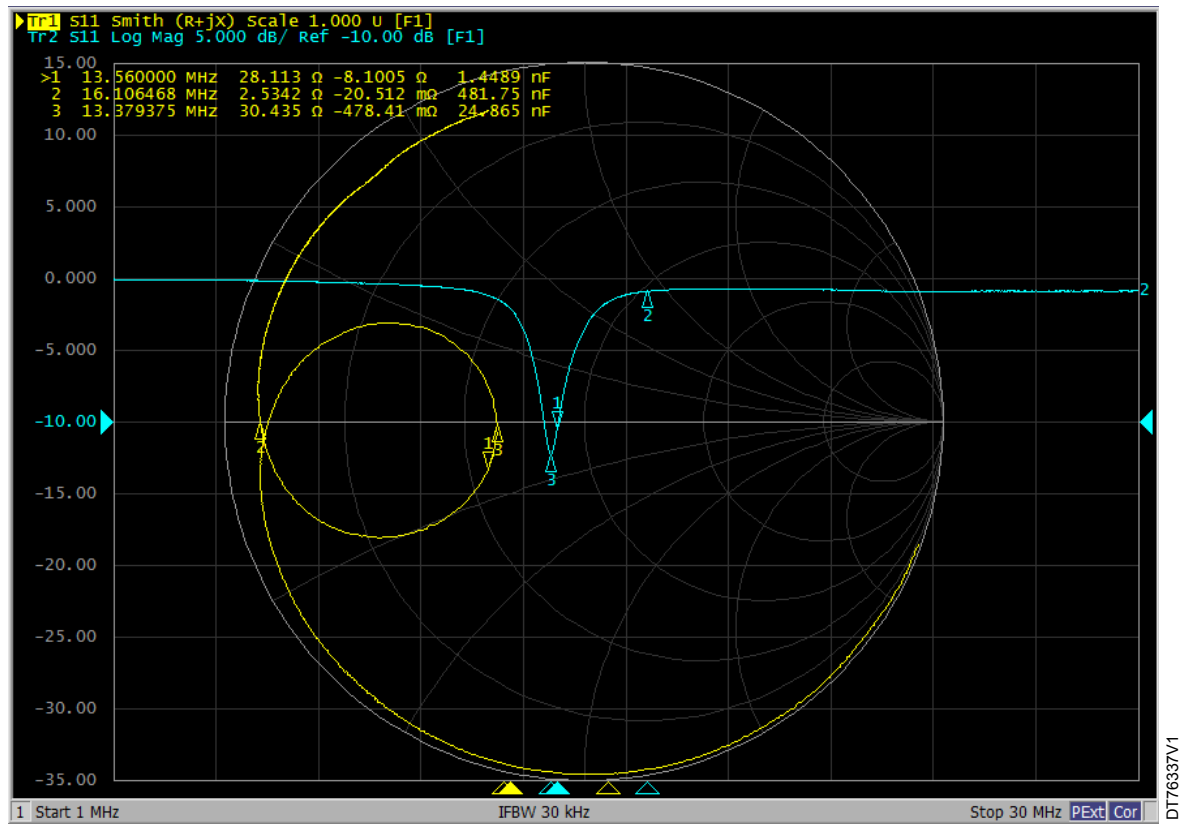 Tr1 S11 Smith (R+jX) Scale 1.000 U [F1]
Tr2 S11 Log Mag 5.000 dB/ Ref -10.00 dB [F1]
15.00
>1 13.560000 MHz 28.113 Ω -8.1005 Ω 1.4489 nF
2 16.106468 MHz 2.5342 Ω -20.512 mΩ 481.75 nF
3 13.379375 MHz 30.435 Ω -478.41 mΩ 24.865 nF
10.00
5.000
0.000
2
2
-5.000
1
-10.00
2
1
3
3
-15.00
-20.00
-25.00
-30.00
-35.00
1 Start 1 MHz IFBW 30 kHz Stop 30 MHz PExt Cor
DT76337V1